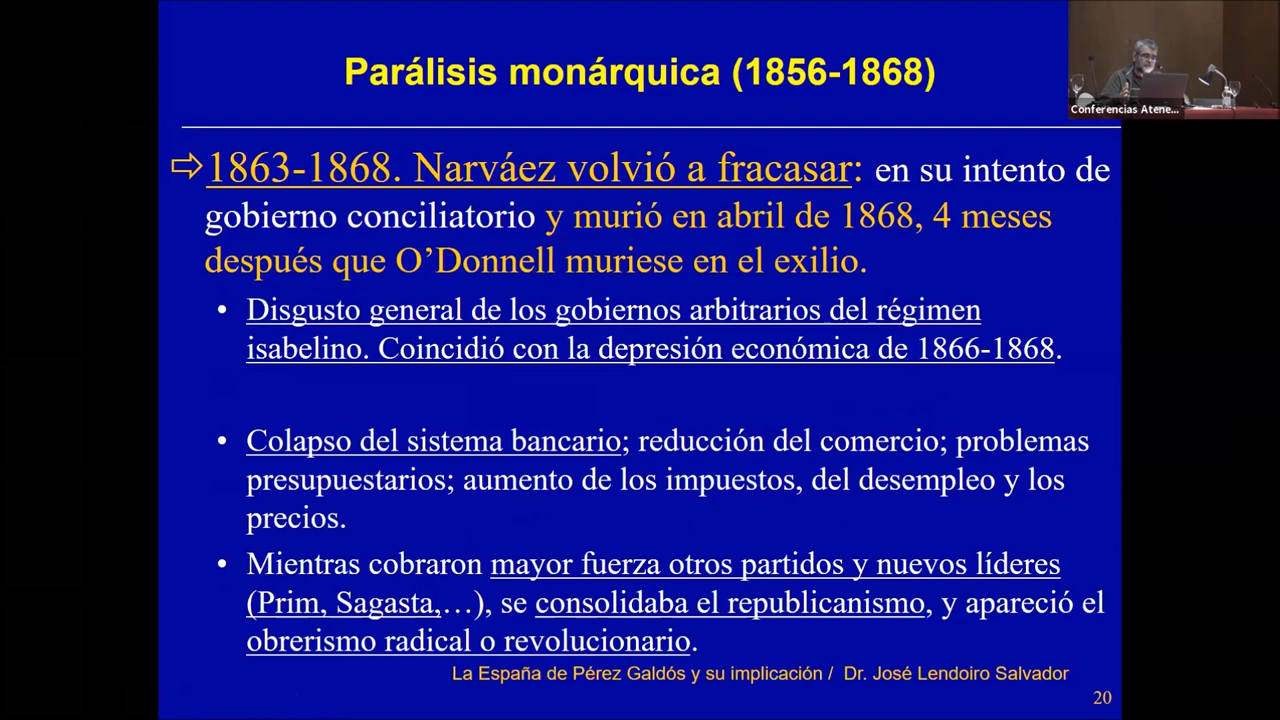 Parálisis monárquica (1856-1868)
Conferencias Atene...
⇨1863-1868. Narváez volvió a fracasar: en su intento de
gobierno conciliatorio y murió en abril de 1868, 4 meses
después que O’Donnell muriese en el exilio.
• Disgusto general de los gobiernos arbitrarios del régimen
isabelino. Coincidió con la depresión económica de 1866-1868.
• Colapso del sistema bancario; reducción del comercio; problemas
presupuestarios; aumento de los impuestos, del desempleo y los
precios.
• Mientras cobraron mayor fuerza otros partidos y nuevos líderes
(Prim, Sagasta,…), se consolidaba el republicanismo, y apareció el
obrerismo radical o revolucionario.
La España de Pérez Galdós y su implicación / Dr. José Lendoiro Salvador
20